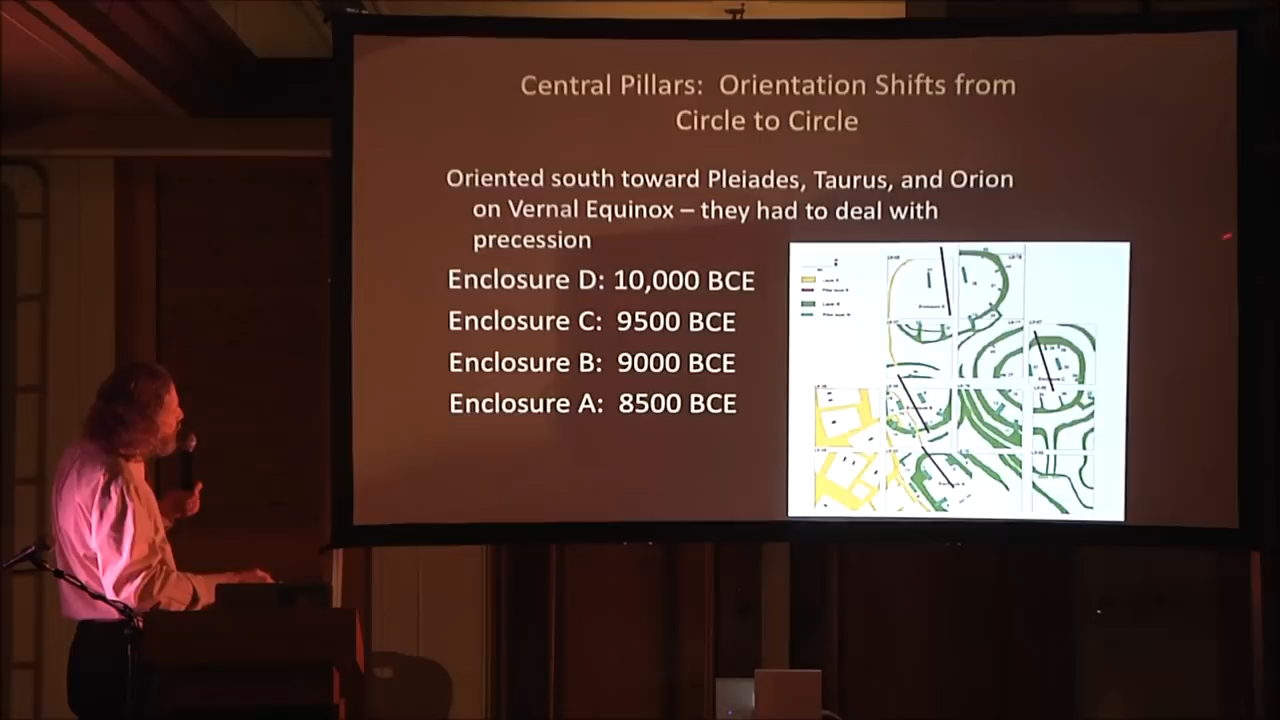 Central Pillars: Orientation Shifts from
Circle to Circle
Oriented south toward Pleiades, Taurus, and Orion
on Vernal Equinox – they had to deal with
precession
Enclosure D: 10,000 BCE
Enclosure C: 9500 BCE
Enclosure B: 9000 BCE
Enclosure A: 8500 BCE